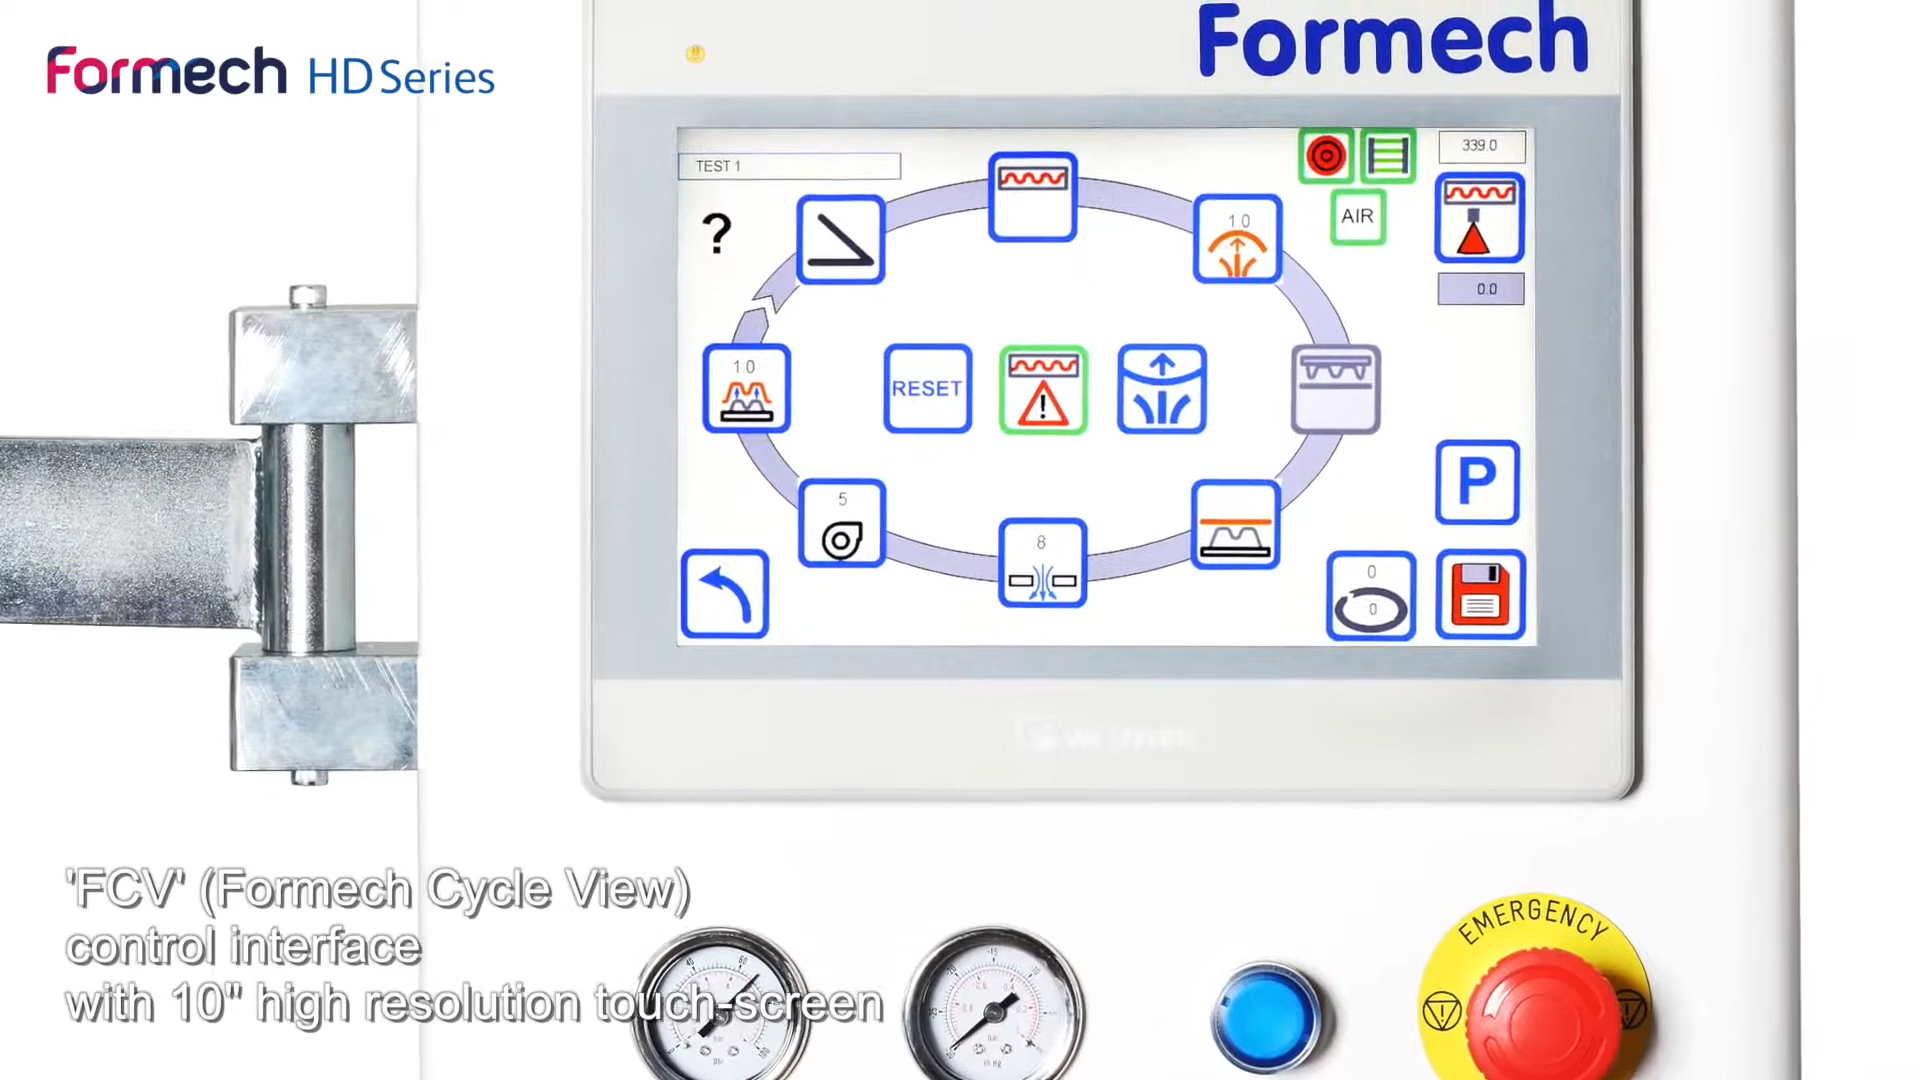 Formech HD Series
Formech
TEST 1
339.0
?
1.0
AIR
0.0
1.0
RESET
P
5
8
0
0
'FCV' (Formech Cycle View)
control interface
with 10" high resolution touch-screen
EMERGENCY